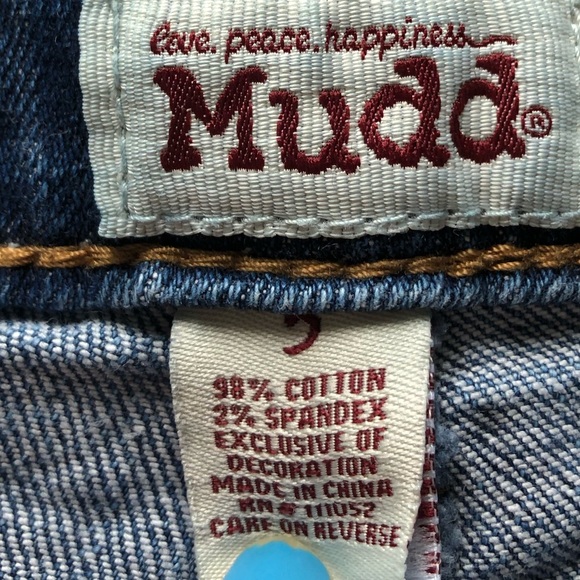 love. peace. happiness
Mudd®
98% COTTON
2% SPANDEX
EXCLUSIVE OF
DECORATION
MADE IN CHINA
RN# 111052
CARE ON REVERSE